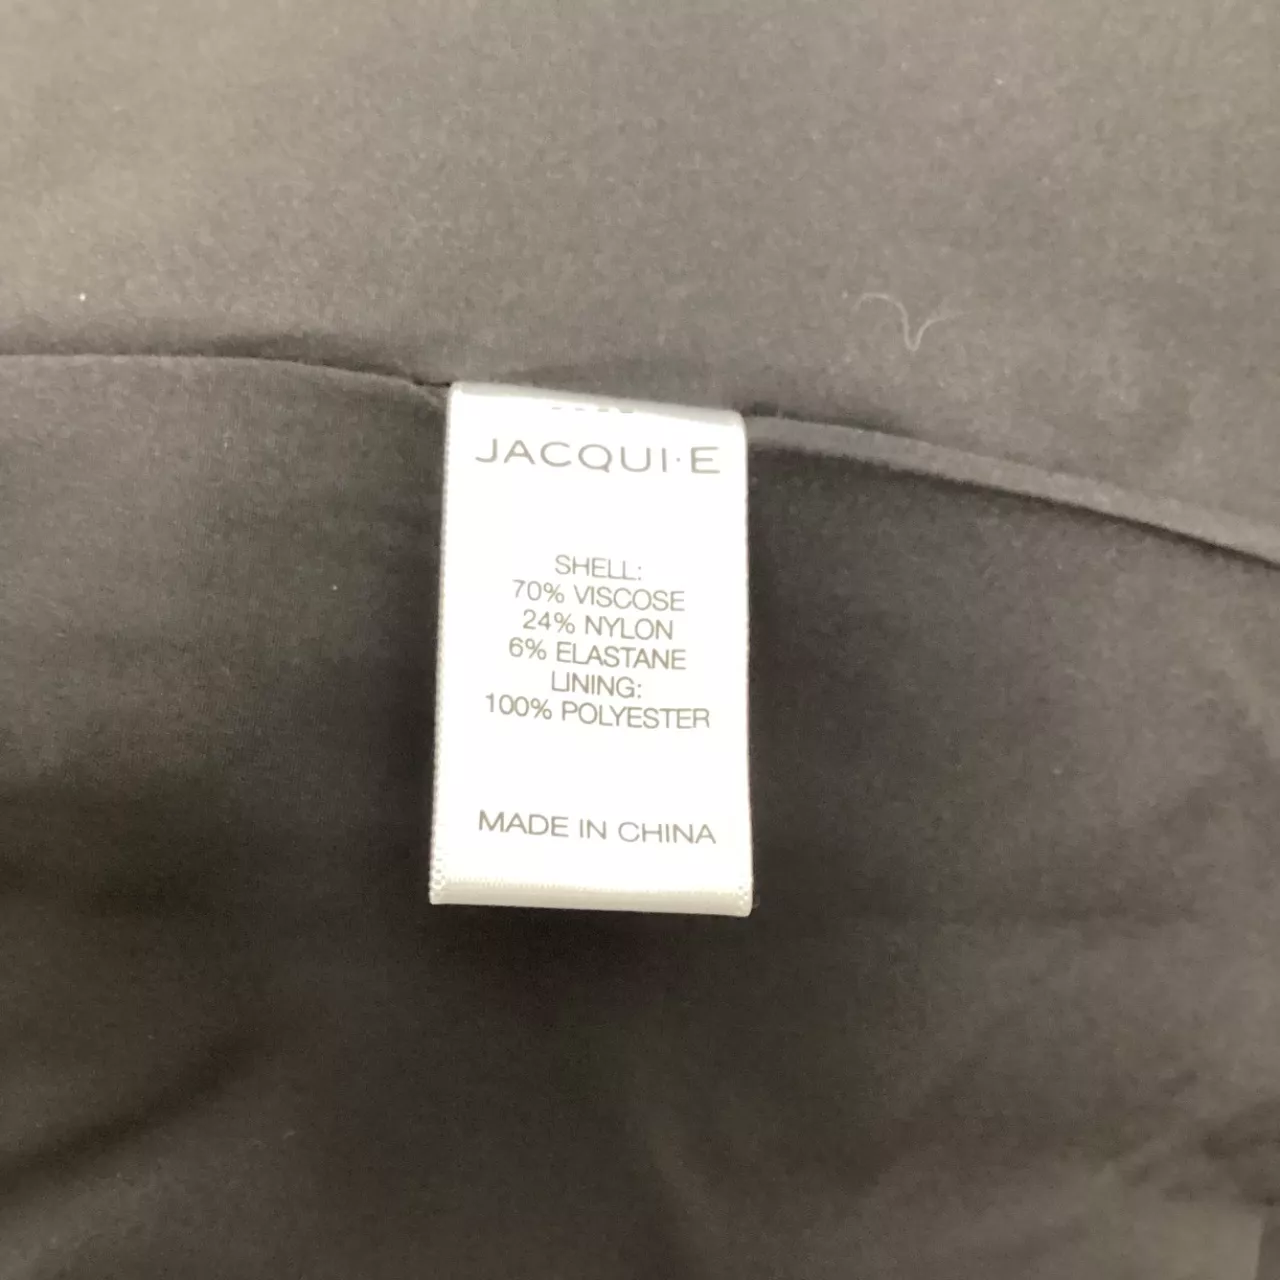 JACQUI·E
SHELL:
70% VISCOSE
24% NYLON
6% ELASTANE
LINING:
100% POLYESTER
MADE IN CHINA